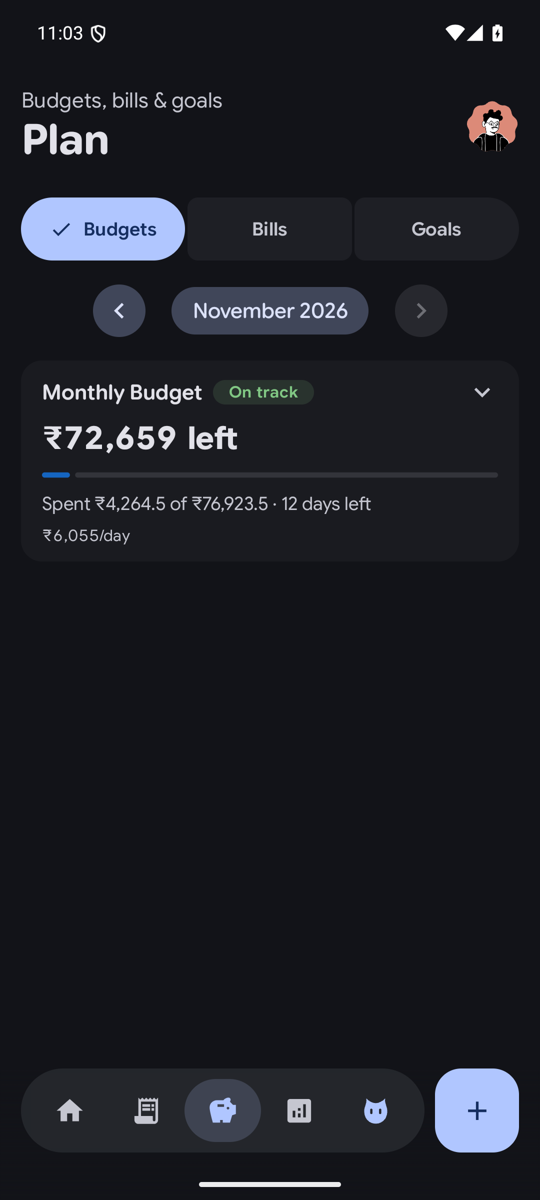 11:03
Budgets, bills & goals
Plan
Budgets
Bills
Goals
November 2026
Monthly Budget
On track
₹72,659 left
Spent ₹4,264.5 of ₹76,923.5 · 12 days left
₹6,055/day